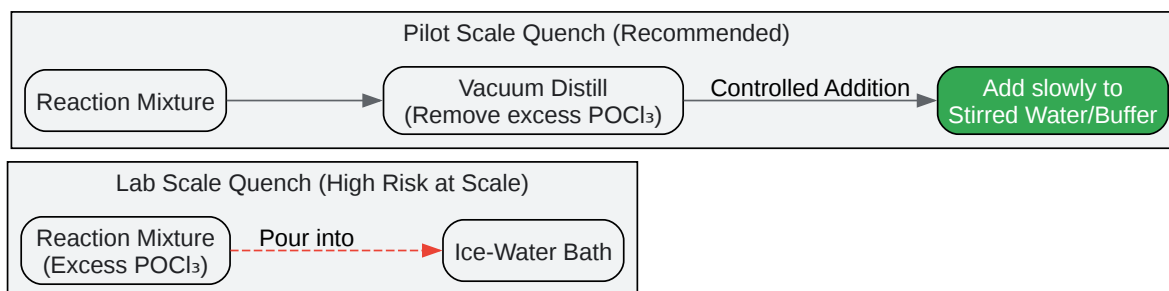 Pilot Scale Quench (Recommended)
Reaction Mixture
Vacuum Distill
(Remove excess POCl₃)
Controlled Addition
Add slowly to
Stirred Water/Buffer
Lab Scale Quench (High Risk at Scale)
Reaction Mixture
(Excess POCl₃)
Pour into
Ice-Water Bath